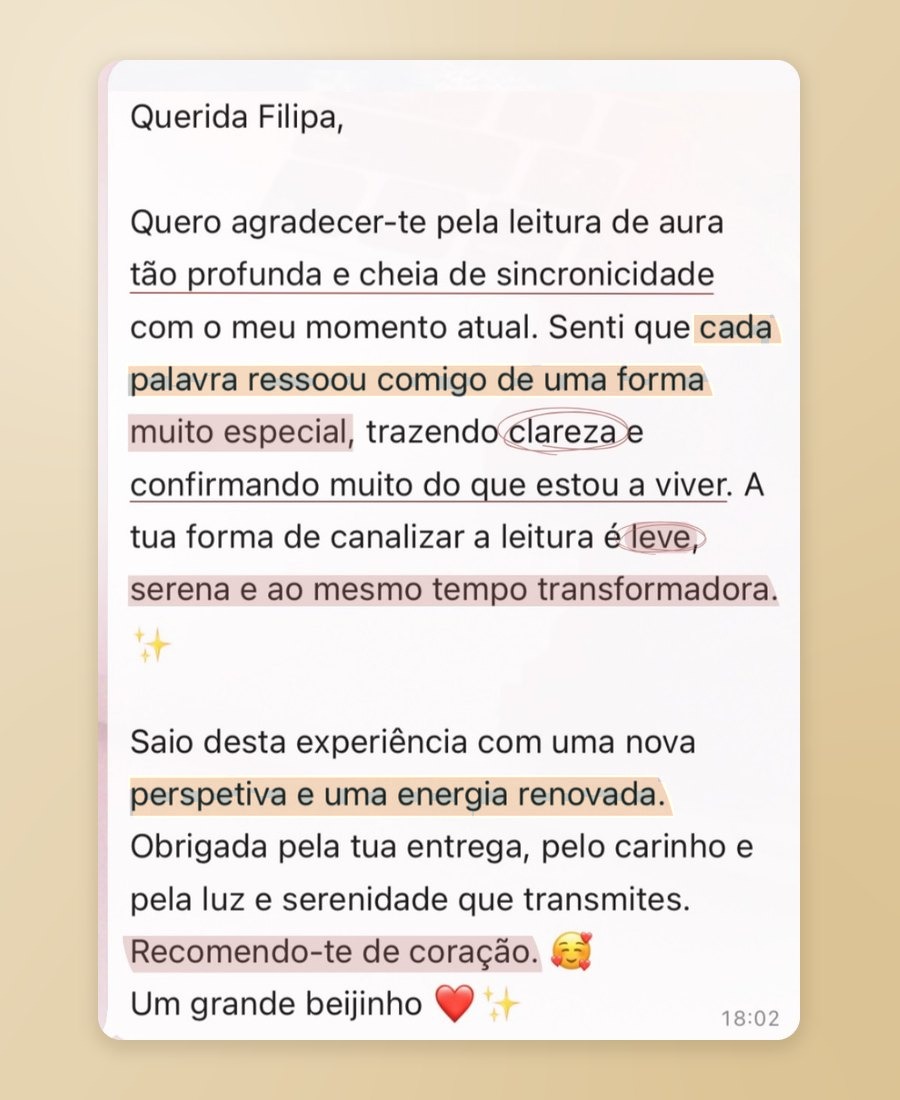 Querida Filipa,
Quero agradecer-te pela leitura de aura
tão profunda e cheia de sincronicidade
com o meu momento atual. Senti que cada
palavra ressoou comigo de uma forma
muito especial, trazendo clareza e
confirmando muito do que estou a viver. A
tua forma de canalizar a leitura é leve,
serena e ao mesmo tempo transformadora.
✨
Saio desta experiência com uma nova
perspetiva e uma energia renovada.
Obrigada pela tua entrega, pelo carinho e
pela luz e serenidade que transmites.
Recomendo-te de coração. 🥰
Um grande beijinho ❤️✨
18:02